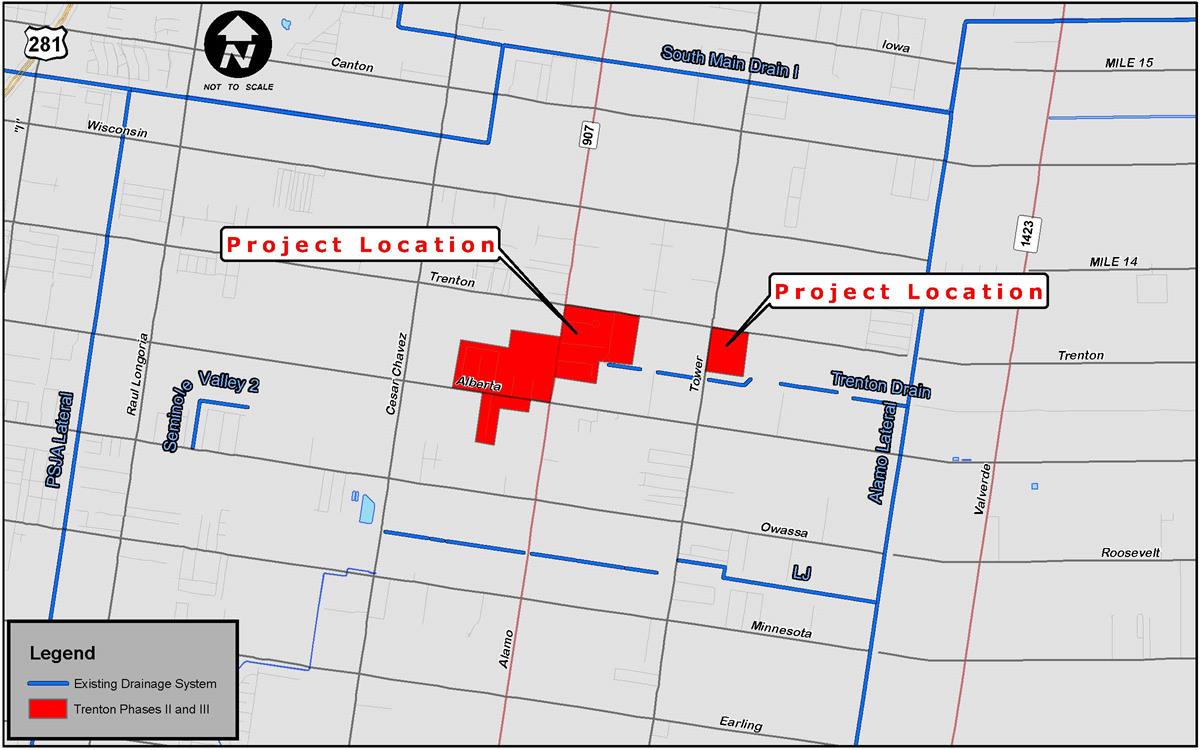 281
N
NOT TO SCALE
Canton
South Main Drain I
Iowa
MILE 15
"I"
Wisconsin
907
1423
Project Location
MILE 14
Trenton
Project Location
Raul Longoria
Cesar Chavez
Tower
Trenton
Alberta
Trenton Drain
Seminole Valley 2
PSJA Lateral
Alamo Lateral
Valverde
Owassa
Roosevelt
LJ
Minnesota
Alamo
Earling
Legend
Existing Drainage System
Trenton Phases II and III